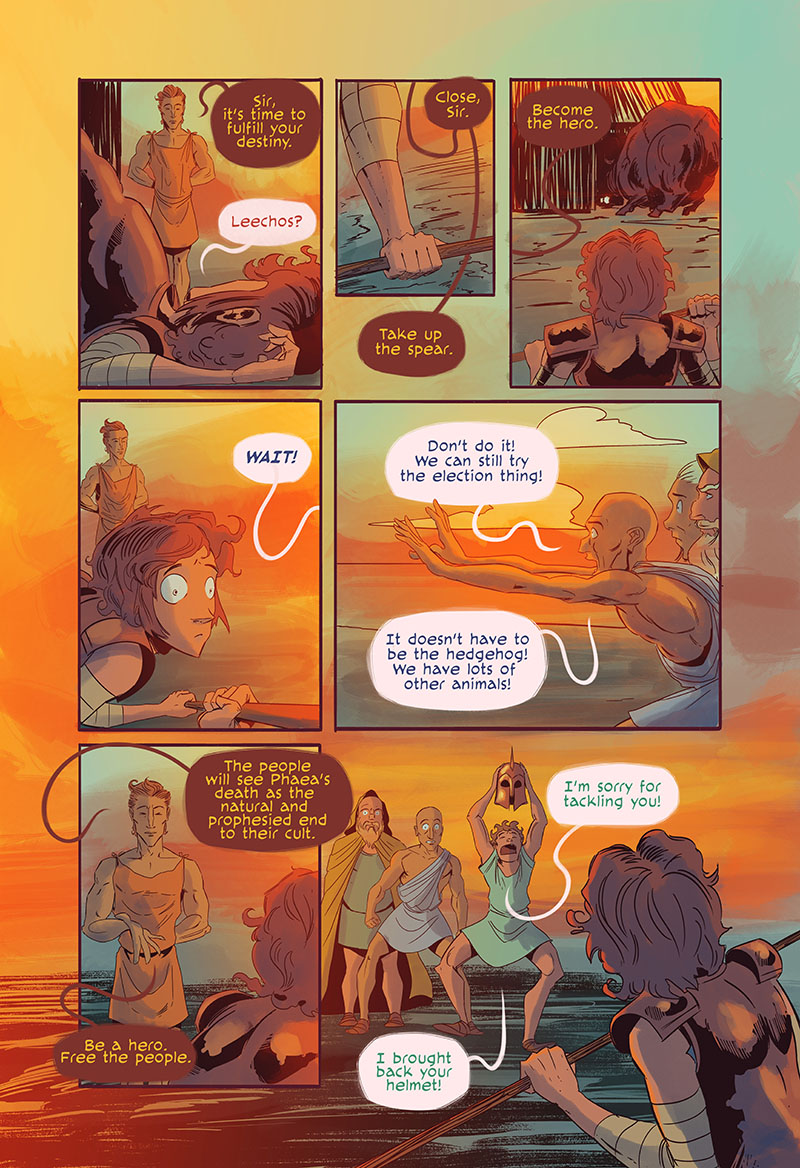 Sir,
it's time to
fulfill your
destiny.
Leechos?
Close,
Sir.
Take up
the spear.
Become
the hero.
WAIT!
Don't do it!
We can still try
the election thing!
It doesn't have to
be the hedgehog!
We have lots of
other animals!
The people
will see Phaea's
death as the
natural and
prophesied end
to their cult.
Be a hero.
Free the people.
I'm sorry for
tackling you!
I brought
back your
helmet!